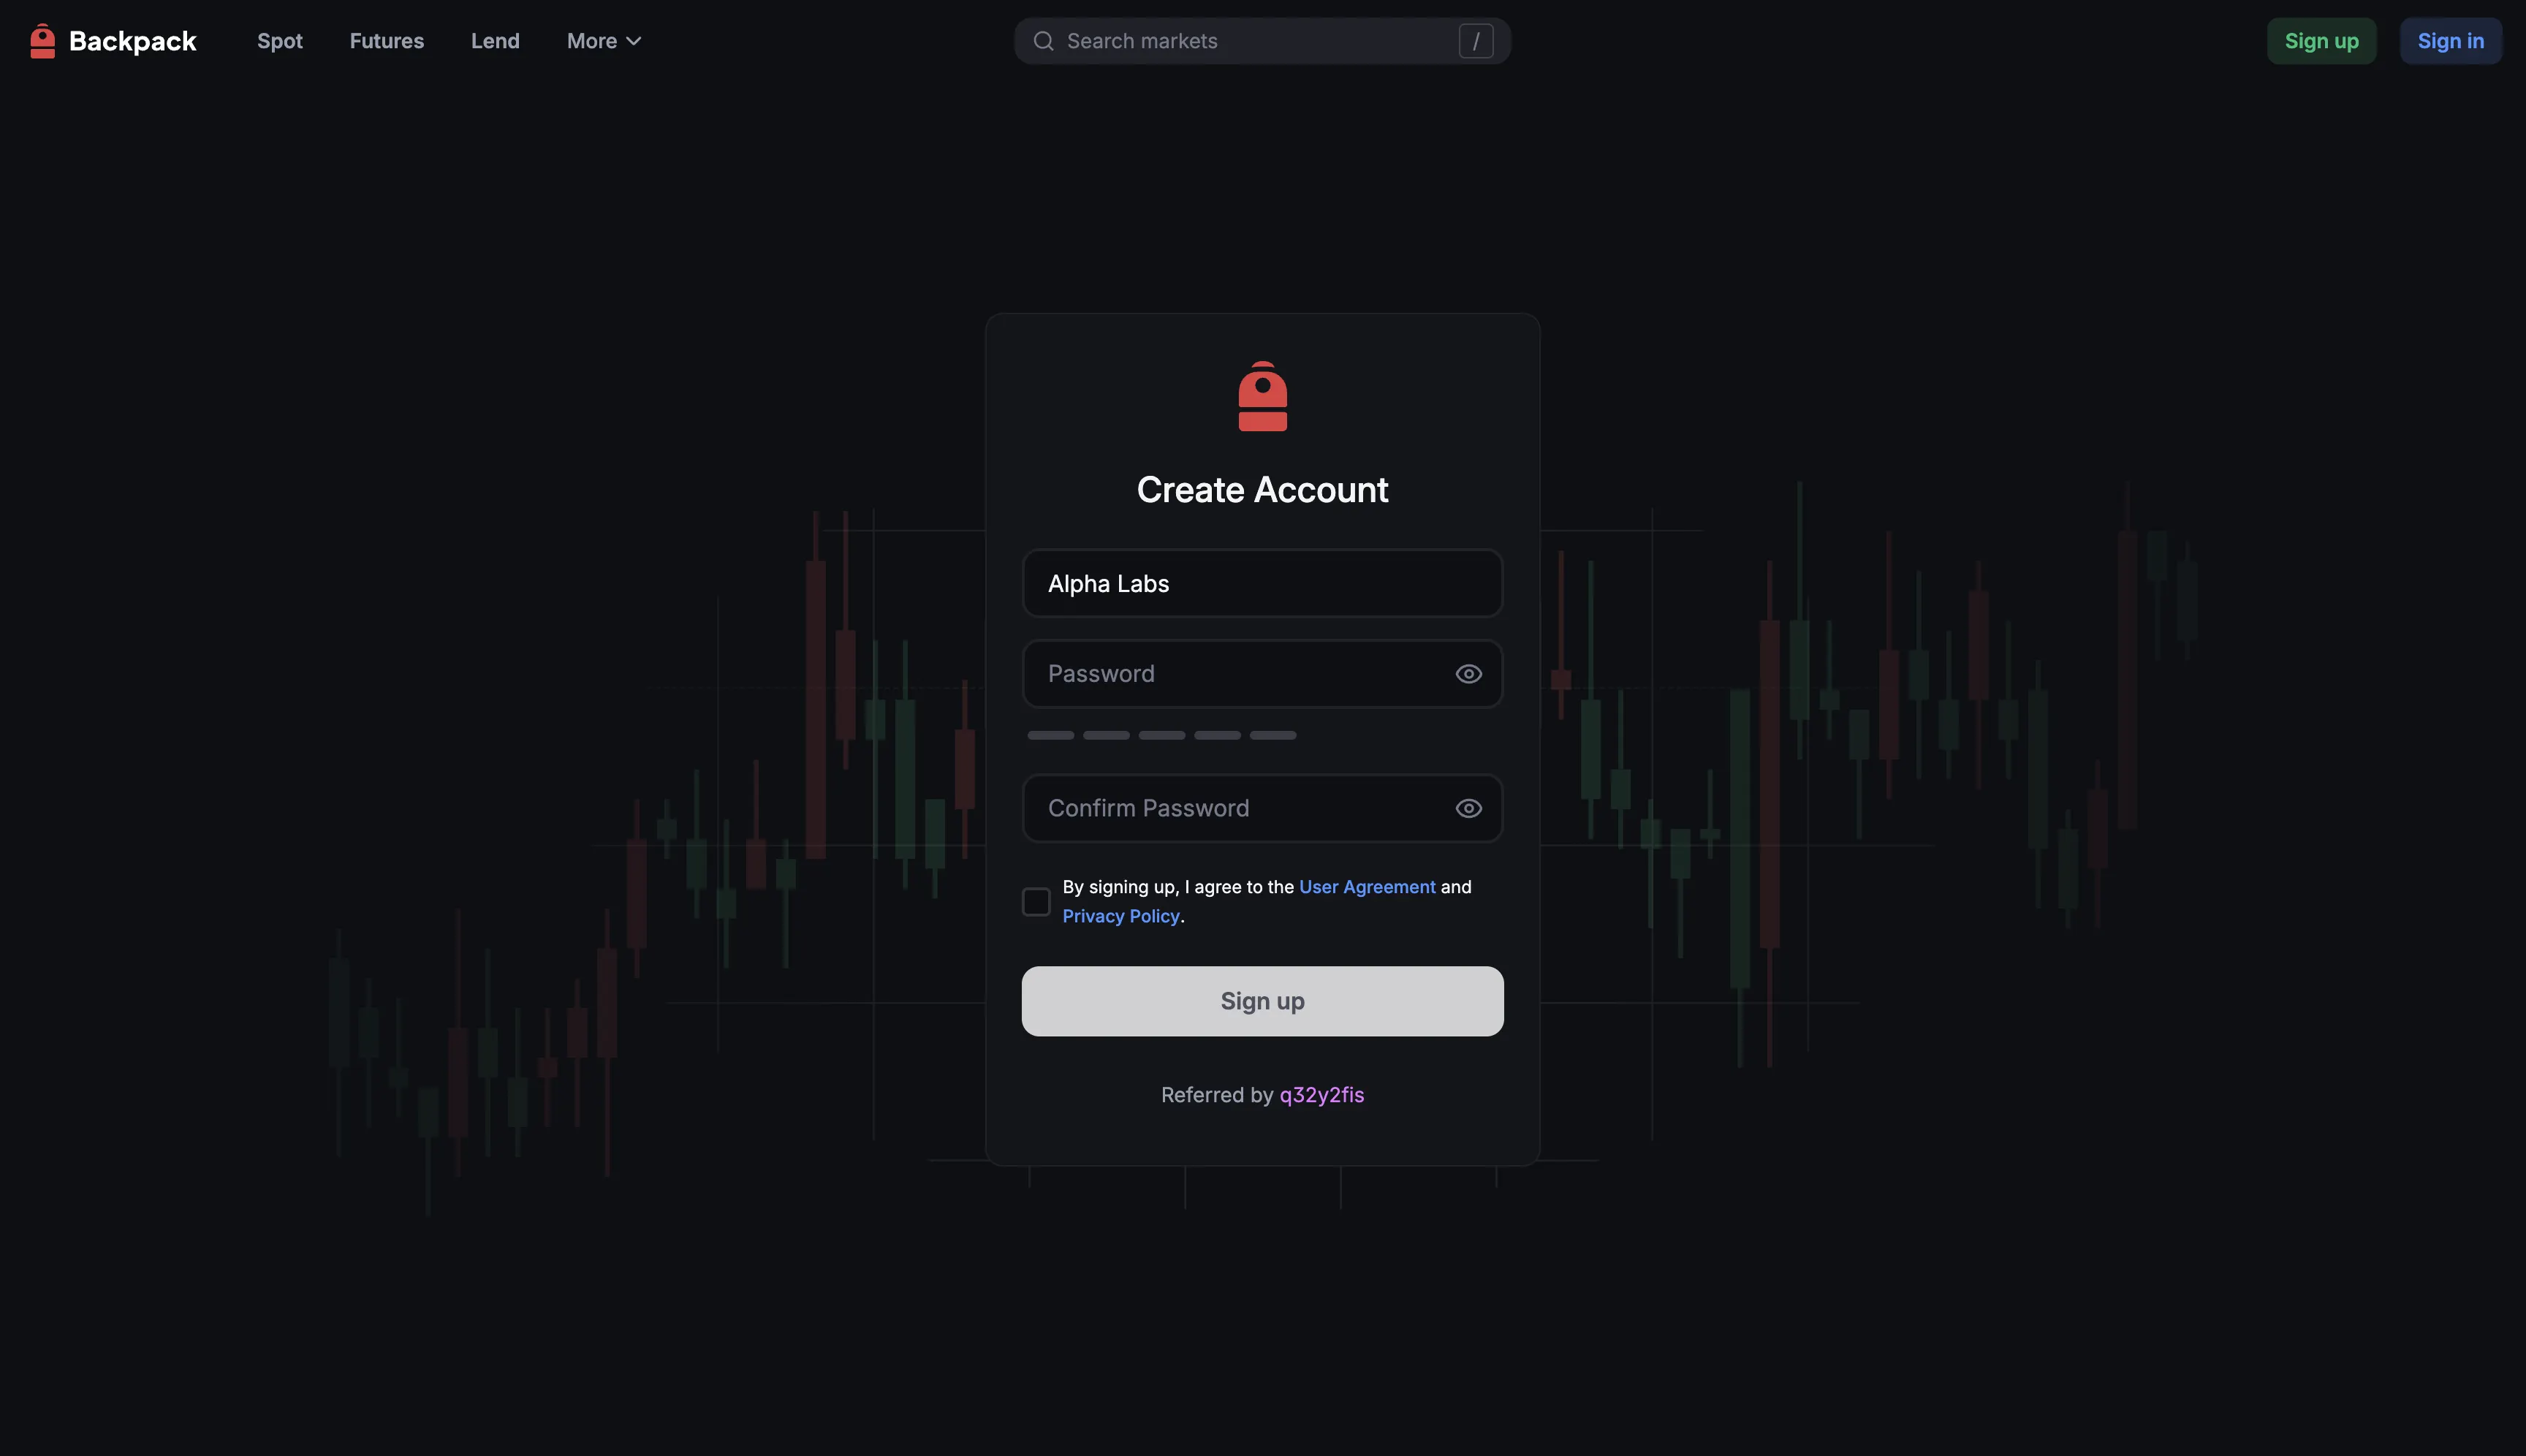 Backpack
Spot
Futures
Lend
More
Search markets
/
Sign up
Sign in
Create Account
Alpha Labs
Password
Confirm Password
By signing up, I agree to the User Agreement and
Privacy Policy.
Sign up
Referred by q32y2fis